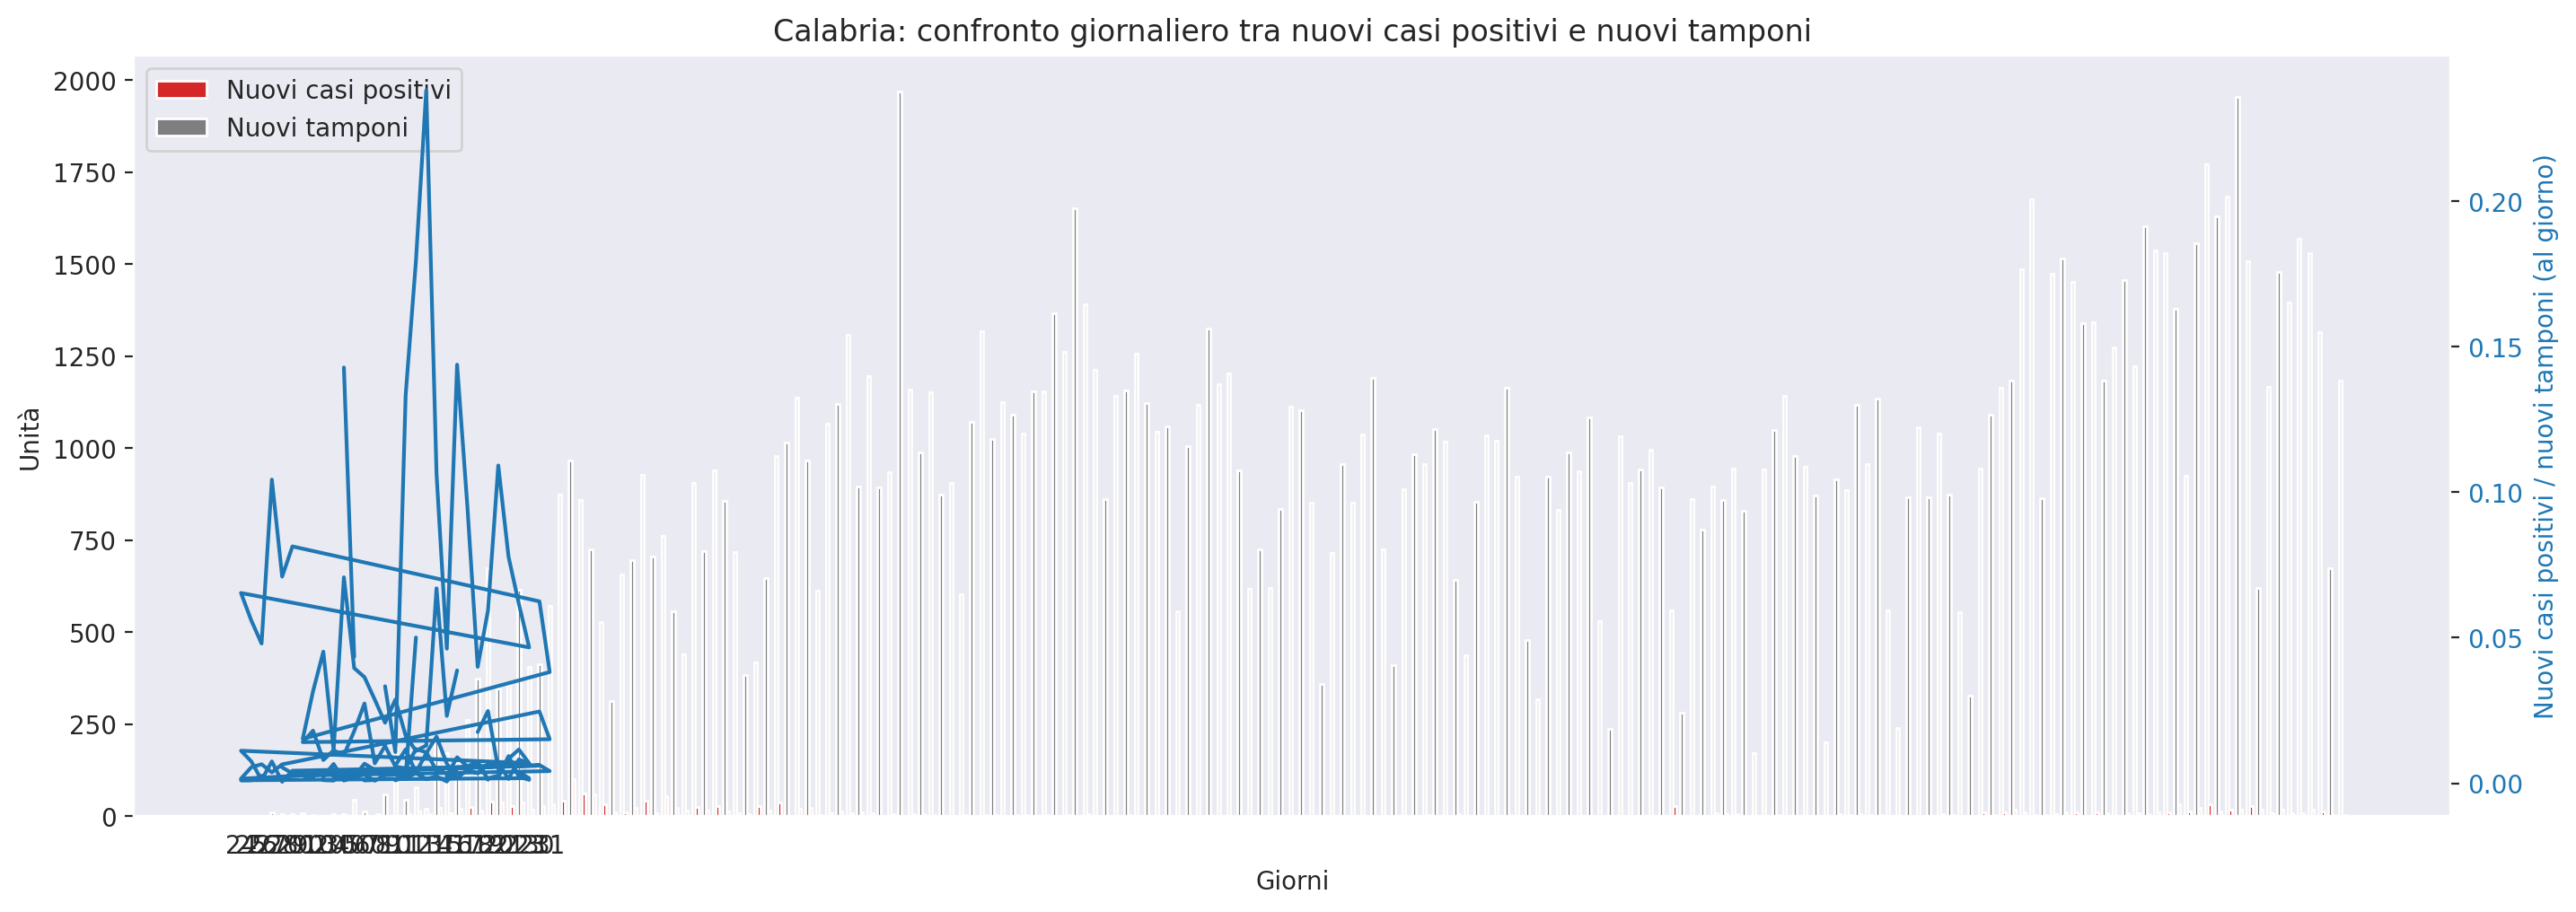 Calabria: confronto giornaliero tra nuovi casi positivi e nuovi tamponi
Nuovi casi positivi
Nuovi tamponi
2000
1750
1500
1250
1000
750
500
250
0
Unità
0.20
0.15
0.10
0.05
0.00
Nuovi casi positivi / nuovi tamponi (al giorno)
Giorni